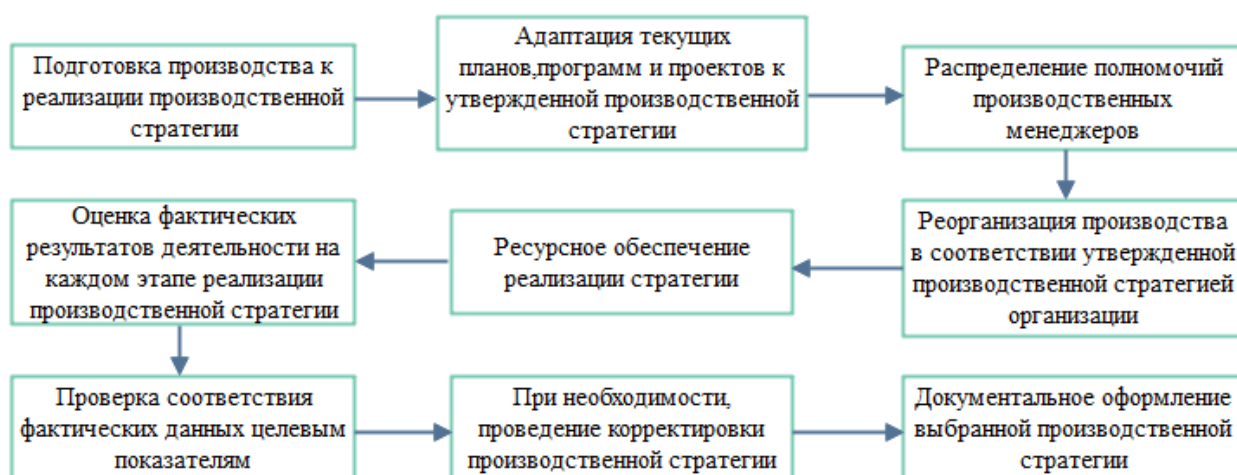 Подготовка производства к
реализации производственной
стратегии
Адаптация текущих
планов,программ и проектов к
утвержденной производственной
стратегии
Распределение полномочий
производственных
менеджеров
Реорганизация производства
в соответствии утвержденной
производственной стратегией
организации
Ресурсное обеспечение
реализации стратегии
Оценка фактических
результатов деятельности на
каждом этапе реализации
производственной стратегии
Проверка соответствия
фактических данных целевым
показателям
При необходимости,
проведение корректировки
производственной стратегии
Документальное оформление
выбранной производственной
стратегии